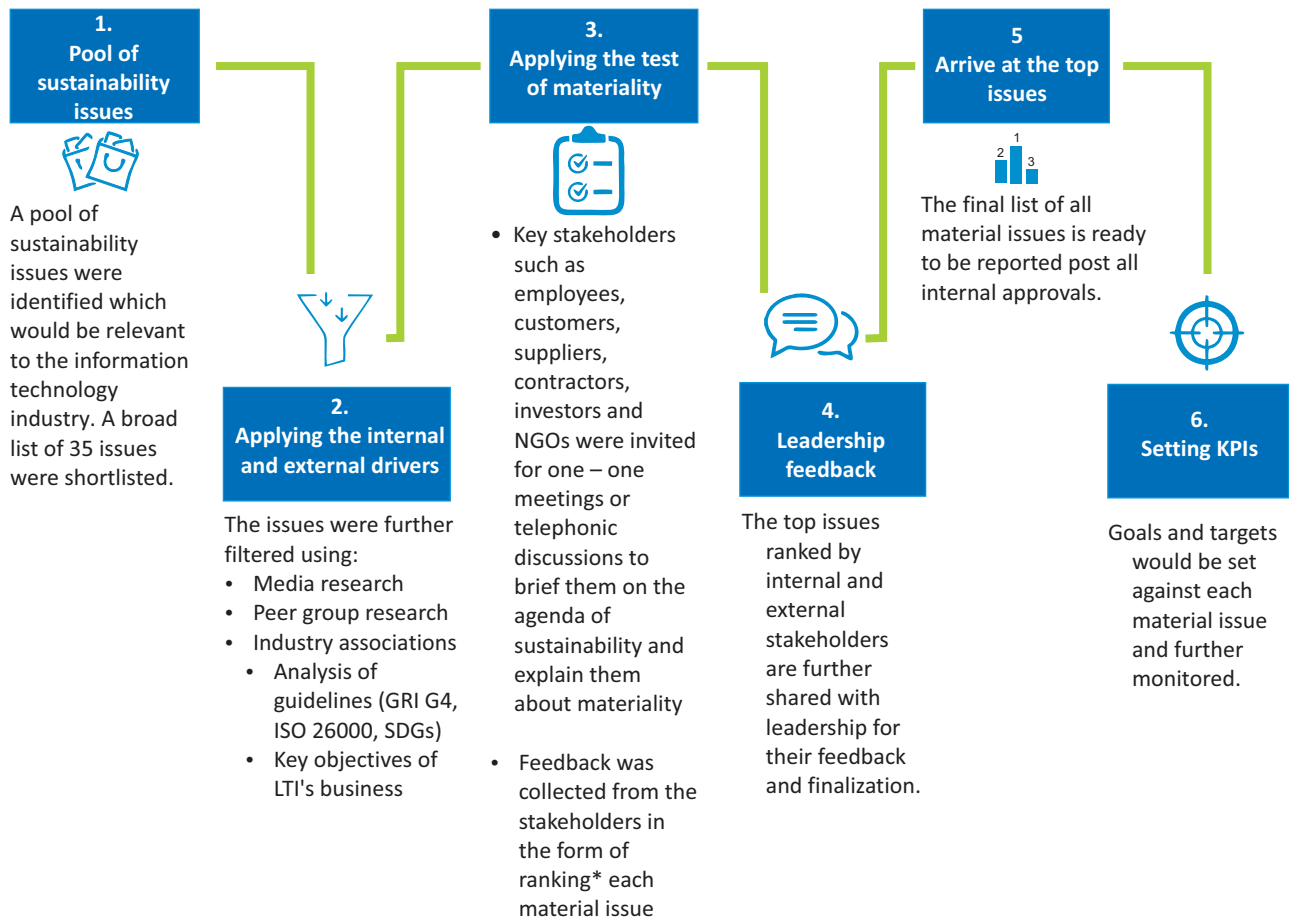 1.
Pool of
sustainability
issues
A pool of
sustainability
issues were
identified which
would be relevant
to the information
technology
industry. A broad
list of 35 issues
were shortlisted.
2.
Applying the internal
and external drivers
The issues were further
filtered using:
• Media research
• Peer group research
• Industry associations
• Analysis of
guidelines (GRI G4,
ISO 26000, SDGs)
• Key objectives of
LTI's business
3.
Applying the test
of materiality
• Key stakeholders
such as
employees,
customers,
suppliers,
contractors,
investors and
NGOs were invited
for one – one
meetings or
telephonic
discussions to
brief them on the
agenda of
sustainability and
explain them
about materiality
• Feedback was
collected from the
stakeholders in
the form of
ranking* each
material issue
4.
Leadership
feedback
The top issues
ranked by
internal and
external
stakeholders
are further
shared with
leadership for
their feedback
and finalization.
5
Arrive at the top
issues
2 1 3
The final list of all
material issues is ready
to be reported post all
internal approvals.
6.
Setting KPIs
Goals and targets
would be set
against each
material issue
and further
monitored.